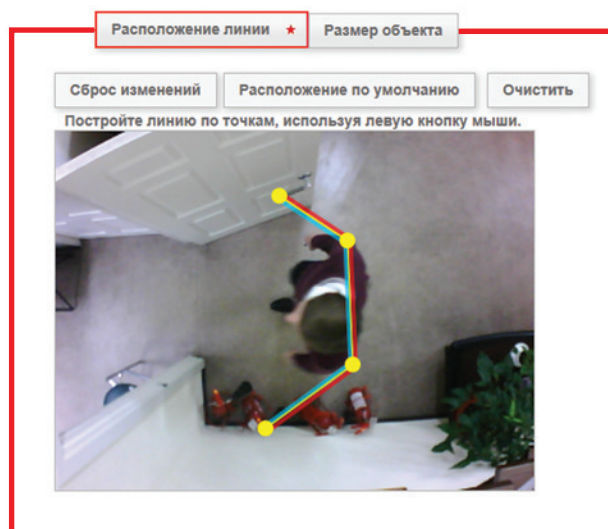 Расположение линии ★ Размер объекта
Сброс изменений Расположение по умолчанию Очистить
Постройте линию по точкам, используя левую кнопку мыши.